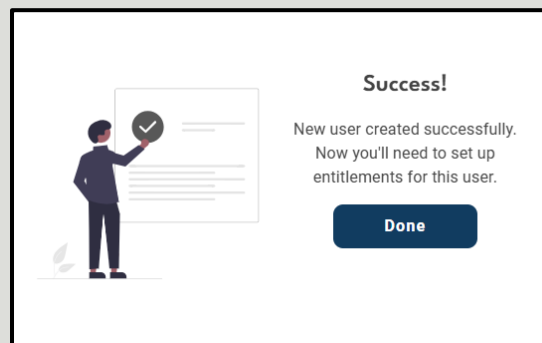 Success!
New user created successfully.
Now you'll need to set up
entitlements for this user.
Done